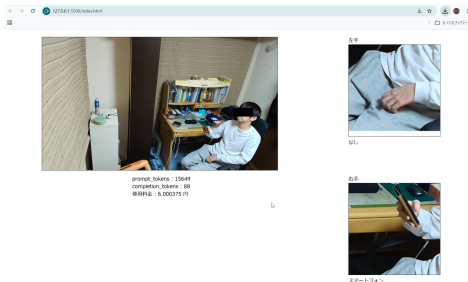 127.0.0.1:5500/index.html
prompt_tokens : 15649
completion_tokens : 88
使用料金 : 6.000375 円
左手
なし
右手
スマートフォン